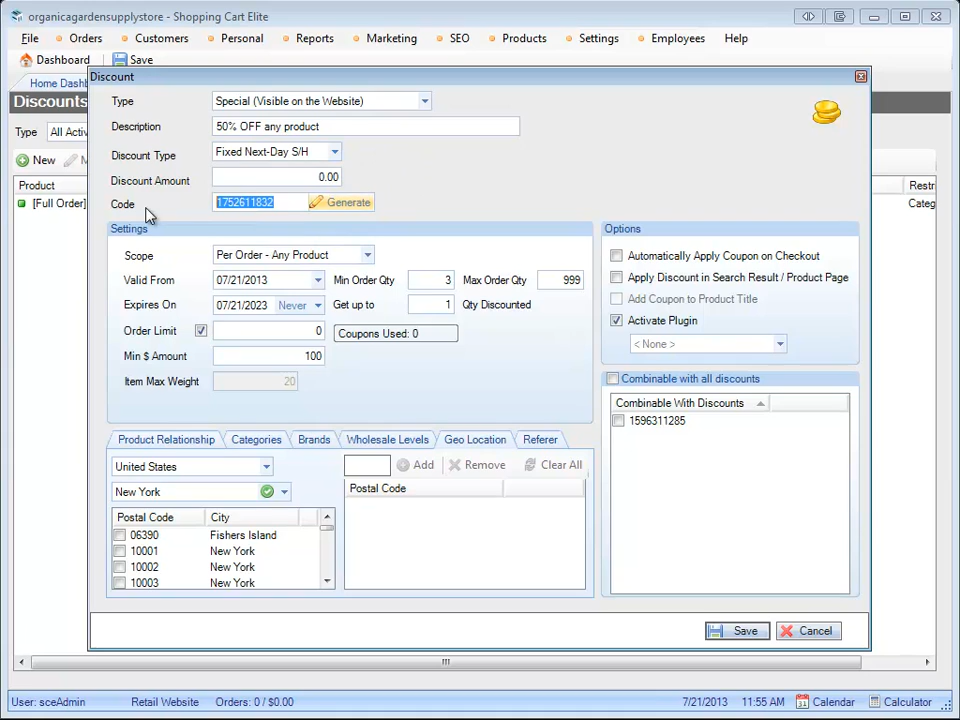 organicagardensupplystore - Shopping Cart Elite
File Orders Customers Personal Reports Marketing SEO Products Settings Employees Help
Dashboard Save
Home Dashb
Discount
Discounts
Type All Activ
New M
Product Restri
[Full Order] Categ
Type Special (Visible on the Website)
Description 50% OFF any product
Discount Type Fixed Next-Day S/H
Discount Amount 0.00
Code 1752611832 Generate
Settings
Scope Per Order - Any Product
Valid From 07/21/2013 Min Order Qty 3 Max Order Qty 999
Expires On 07/21/2023 Never Get up to 1 Qty Discounted
Order Limit 0 Coupons Used: 0
Min $ Amount 100
Item Max Weight 20
Options
Automatically Apply Coupon on Checkout
Apply Discount in Search Result / Product Page
Add Coupon to Product Title
Activate Plugin
< None >
Combinable with all discounts
Combinable With Discounts
1596311285
Product Relationship Categories Brands Wholesale Levels Geo Location Referer
United States Add Remove Clear All
New York Postal Code
Postal Code City
06390 Fishers Island
10001 New York
10002 New York
10003 New York
Save Cancel
User: sceAdmin Retail Website Orders: 0 / $0.00 7/21/2013 11:55 AM 31 Calendar Calculator